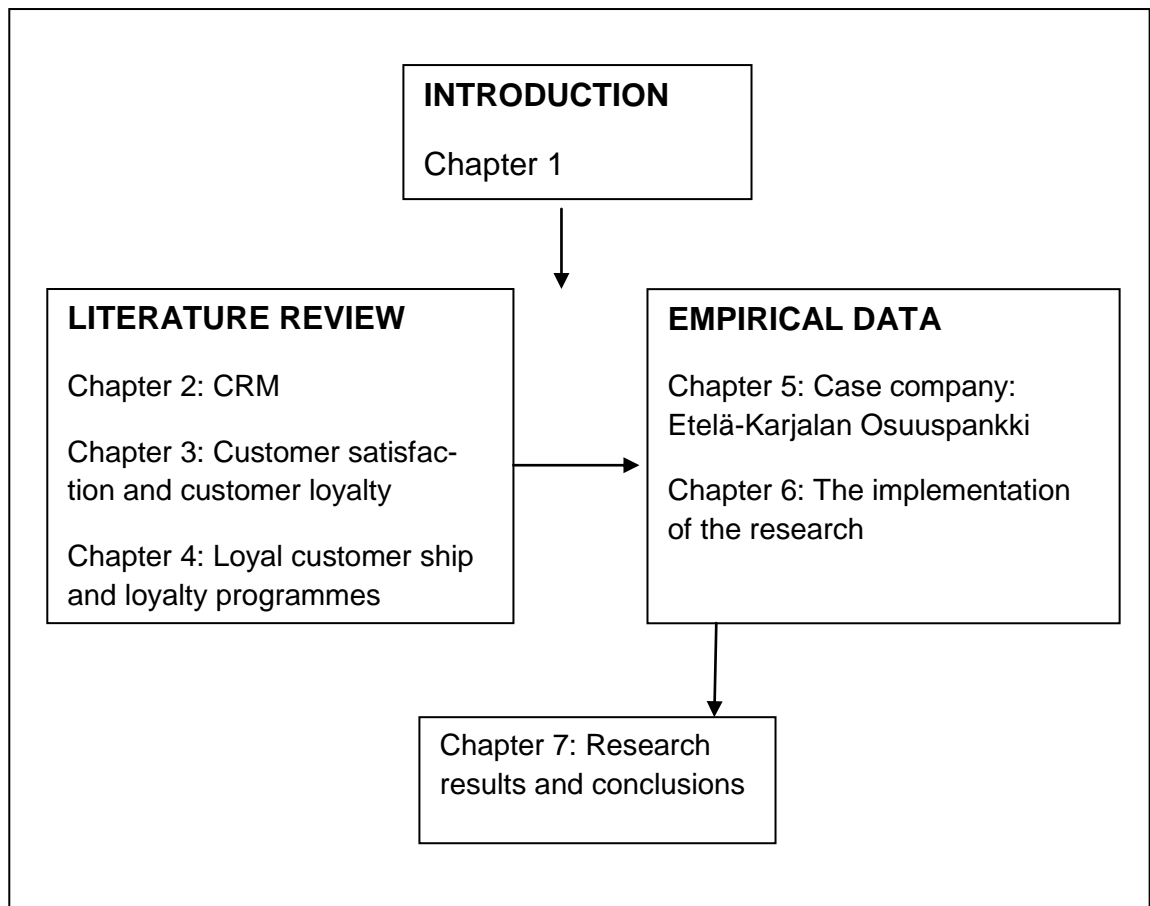 INTRODUCTION
Chapter 1
LITERATURE REVIEW
Chapter 2: CRM
Chapter 3: Customer satisfac-
tion and customer loyalty
Chapter 4: Loyal customer ship
and loyalty programmes
EMPIRICAL DATA
Chapter 5: Case company:
Etelä-Karjalan Osuuspankki
Chapter 6: The implementation
of the research
Chapter 7: Research
results and conclusions